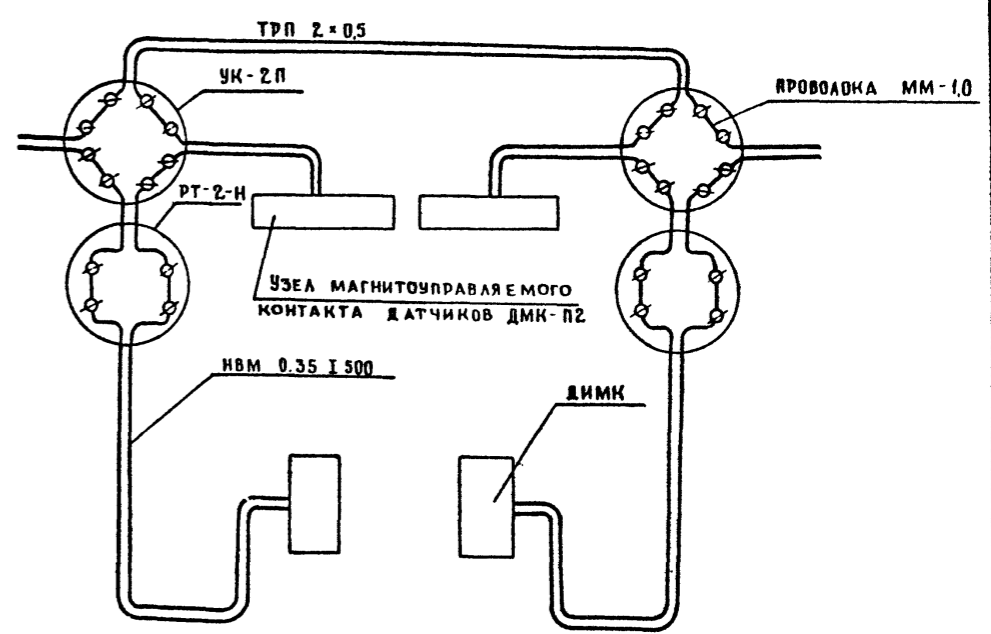 ТРП 2×0,5
УК-2П
ПРОВОЛОКА ММ-1,0
РТ-2-Н
УЗЕЛ МАГНИТОУПРАВЛЯЕМОГО
КОНТАКТА ДАТЧИКОВ ДМК-П2
НВМ 0.35 I 500
ДИМК